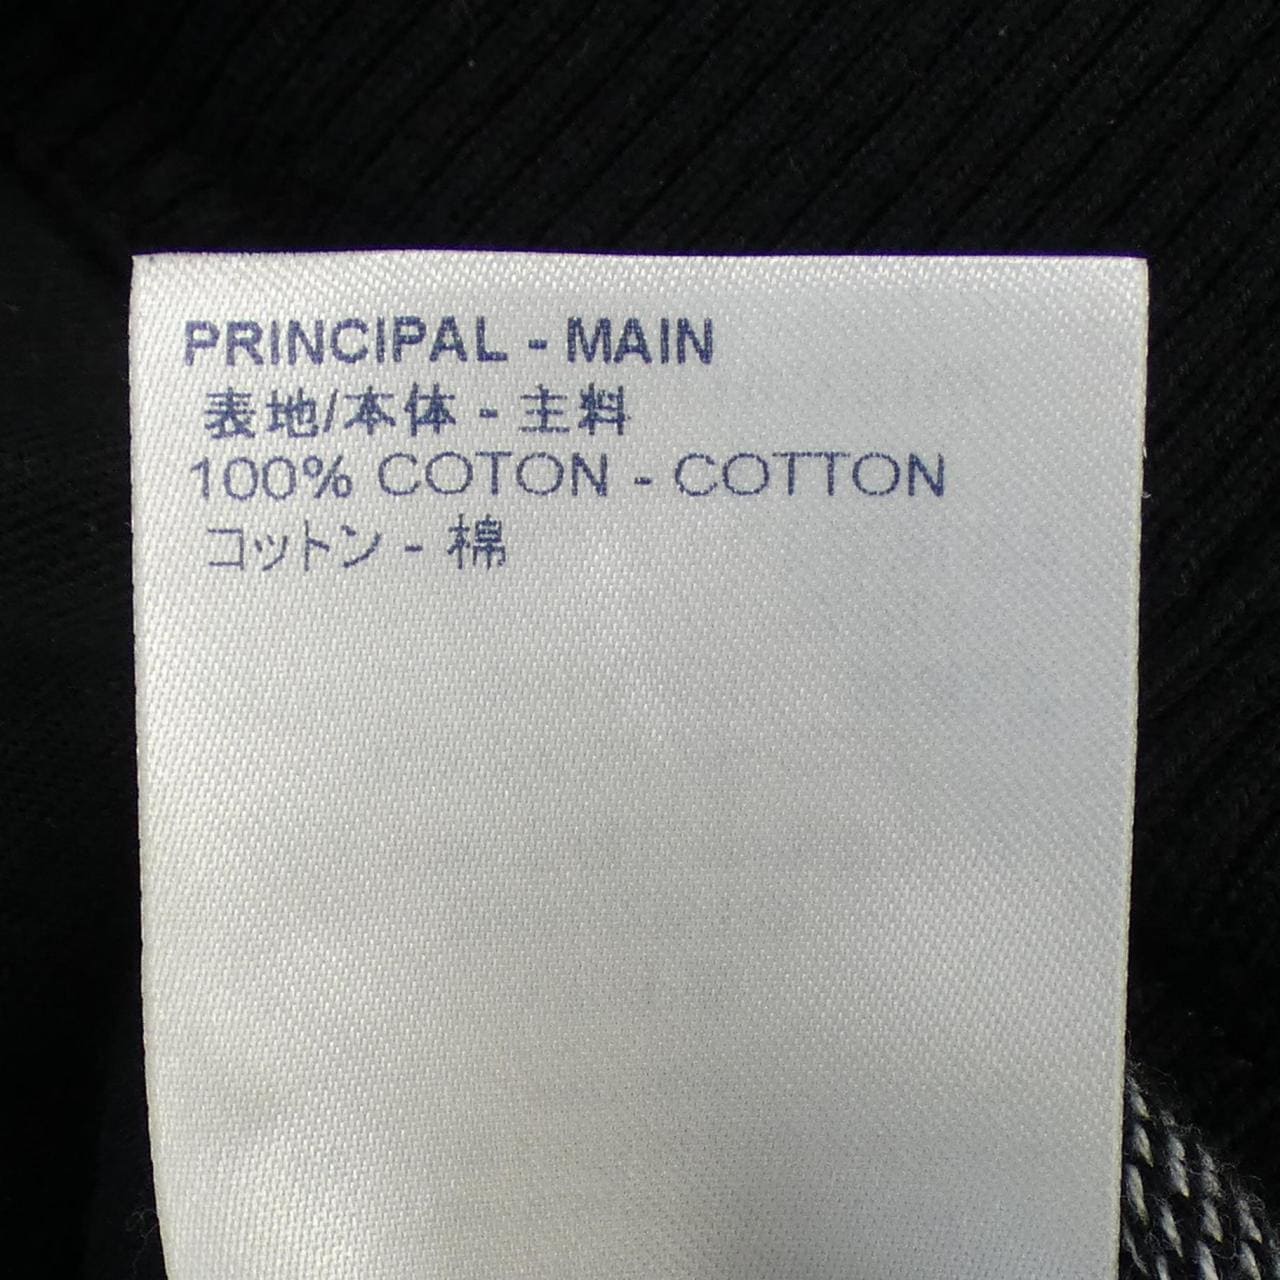 PRINCIPAL - MAIN
表地/本体 - 主料
100% COTON - COTTON
コットン - 棉